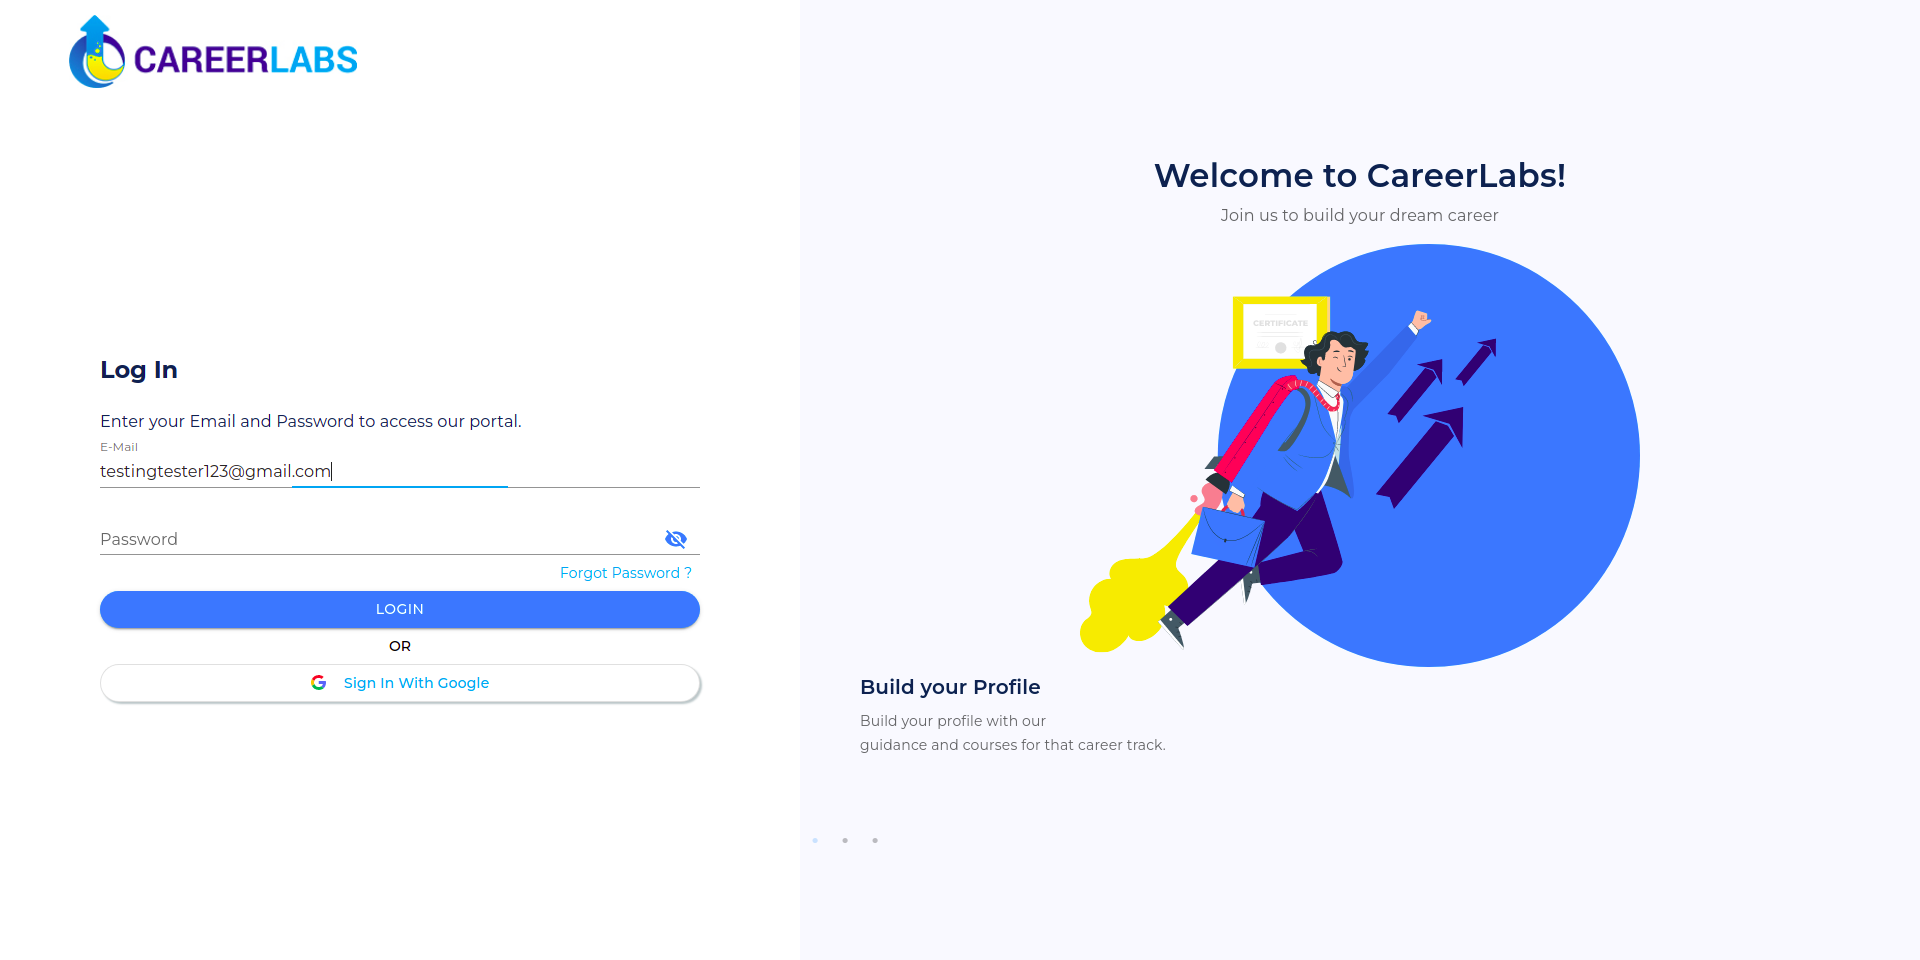 CAREERLABS
Log In
Enter your Email and Password to access our portal.
E-Mail
testingtester123@gmail.com
Password
Forgot Password ?
LOGIN
OR
Sign In With Google
Welcome to CareerLabs!
Join us to build your dream career
CERTIFICATE
Build your Profile
Build your profile with our
guidance and courses for that career track.